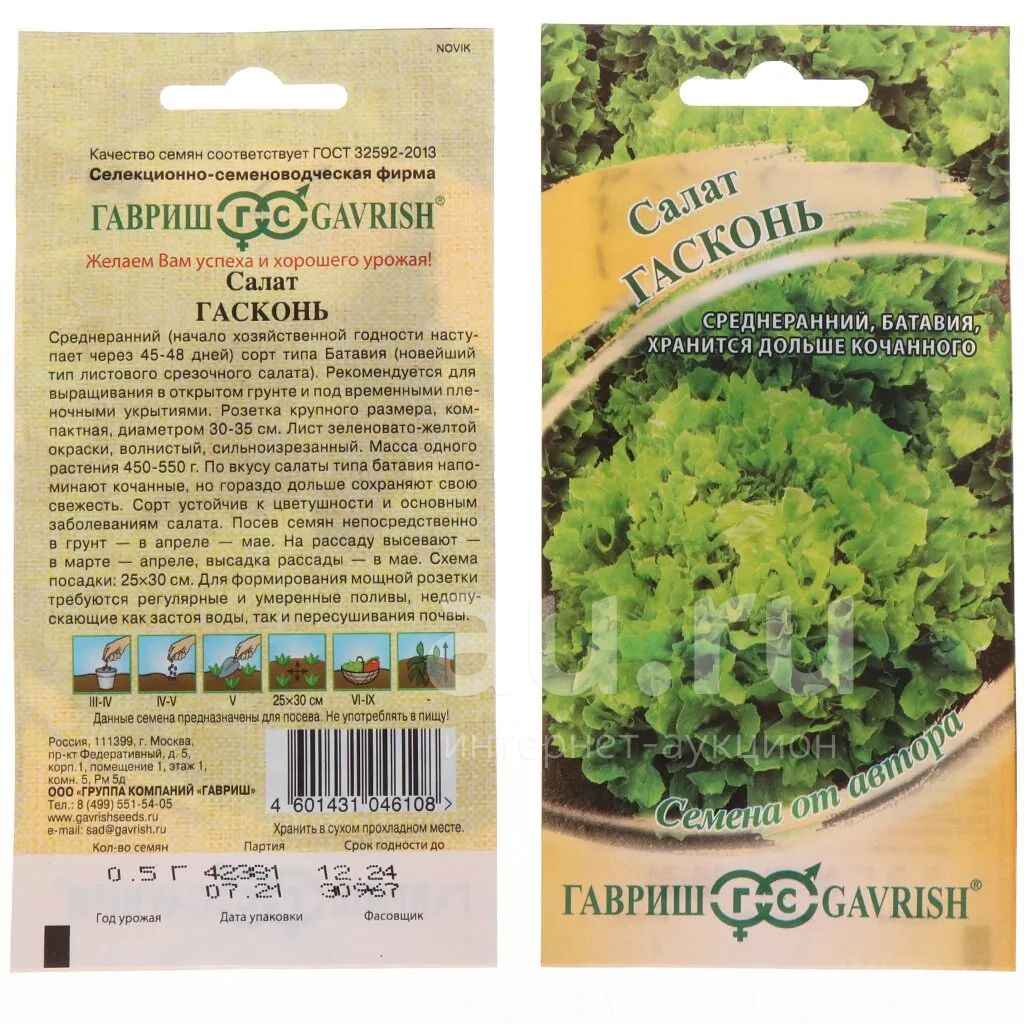 NOVIK
Качество семян соответствует ГОСТ 32592-2013
Селекционно-семеноводческая фирма
ГАВРИШ ГС GAVRISH®
Желаем Вам успеха и хорошего урожая!
Салат
ГАСКОНЬ
Среднеранний (начало хозяйственной годности насту-
пает через 45-48 дней) сорт типа Батавия (новейший
тип листового срезочного салата). Рекомендуется для
выращивания в открытом грунте и под временными пле-
ночными укрытиями. Розетка крупного размера, ком-
пактная, диаметром 30-35 см. Лист зеленовато-желтой
окраски, волнистый, сильноизрезанный. Масса одного
растения 450-550 г. По вкусу салаты типа батавия напо-
минают кочанные, но гораздо дольше сохраняют свою
свежесть. Сорт устойчив к цветушности и основным
заболеваниям салата. Посев семян непосредственно
в грунт — в апреле — мае. На рассаду высевают —
в марте — апреле, высадка рассады — в мае. Схема
посадки: 25×30 см. Для формирования мощной розетки
требуются регулярные и умеренные поливы, недопу-
скающие как застоя воды, так и пересушивания почвы.
III-IV IV-V V 25×30 см VI-IX -
Данные семена предназначены для посева. Не употреблять в пищу!
Россия, 111399, г. Москва,
пр-кт Федеративный, д. 5,
корп.1, помещение 1, этаж 1,
комн. 5, Рм 5д
ООО «ГРУППА КОМПАНИЙ «ГАВРИШ»
Тел.: 8 (499) 551-54-05
www.gavrishseeds.ru
e-mail: sad@gavrish.ru
4 601431 046108 >
Хранить в сухом прохладном месте.
Кол-во семян Партия Срок годности до
0.5 Г 42381 12.24
07.21 30967
Год урожая Дата упаковки Фасовщик
Салат
ГАСКОНЬ
СРЕДНЕРАННИЙ, БАТАВИЯ,
ХРАНИТСЯ ДОЛЬШЕ КОЧАННОГО
Семена от автора
ГАВРИШ ГС GAVRISH®
au.ru
интернет-аукцион